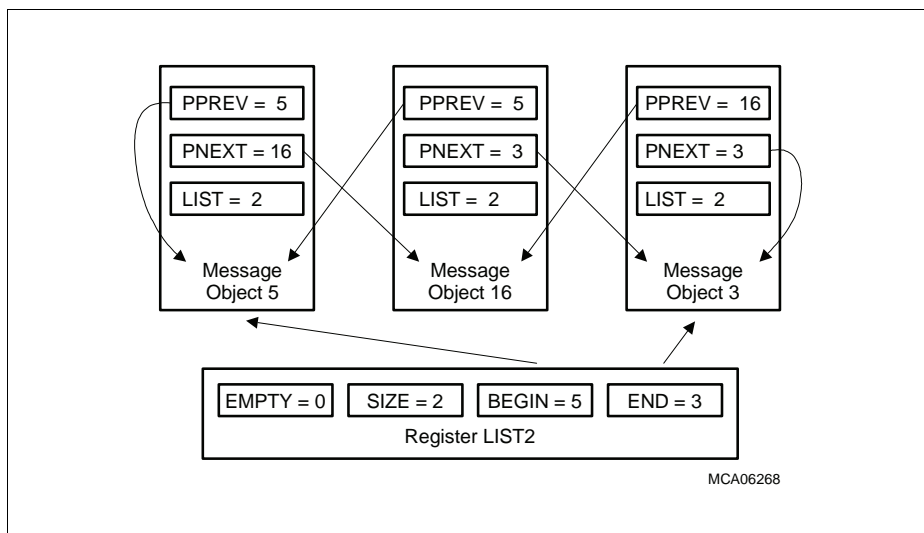 PPREV = 5
PNEXT = 16
LIST = 2
Message
Object 5
PPREV = 5
PNEXT = 3
LIST = 2
Message
Object 16
PPREV = 16
PNEXT = 3
LIST = 2
Message
Object 3
EMPTY = 0
SIZE = 2
BEGIN = 5
END = 3
Register LIST2
MCA06268